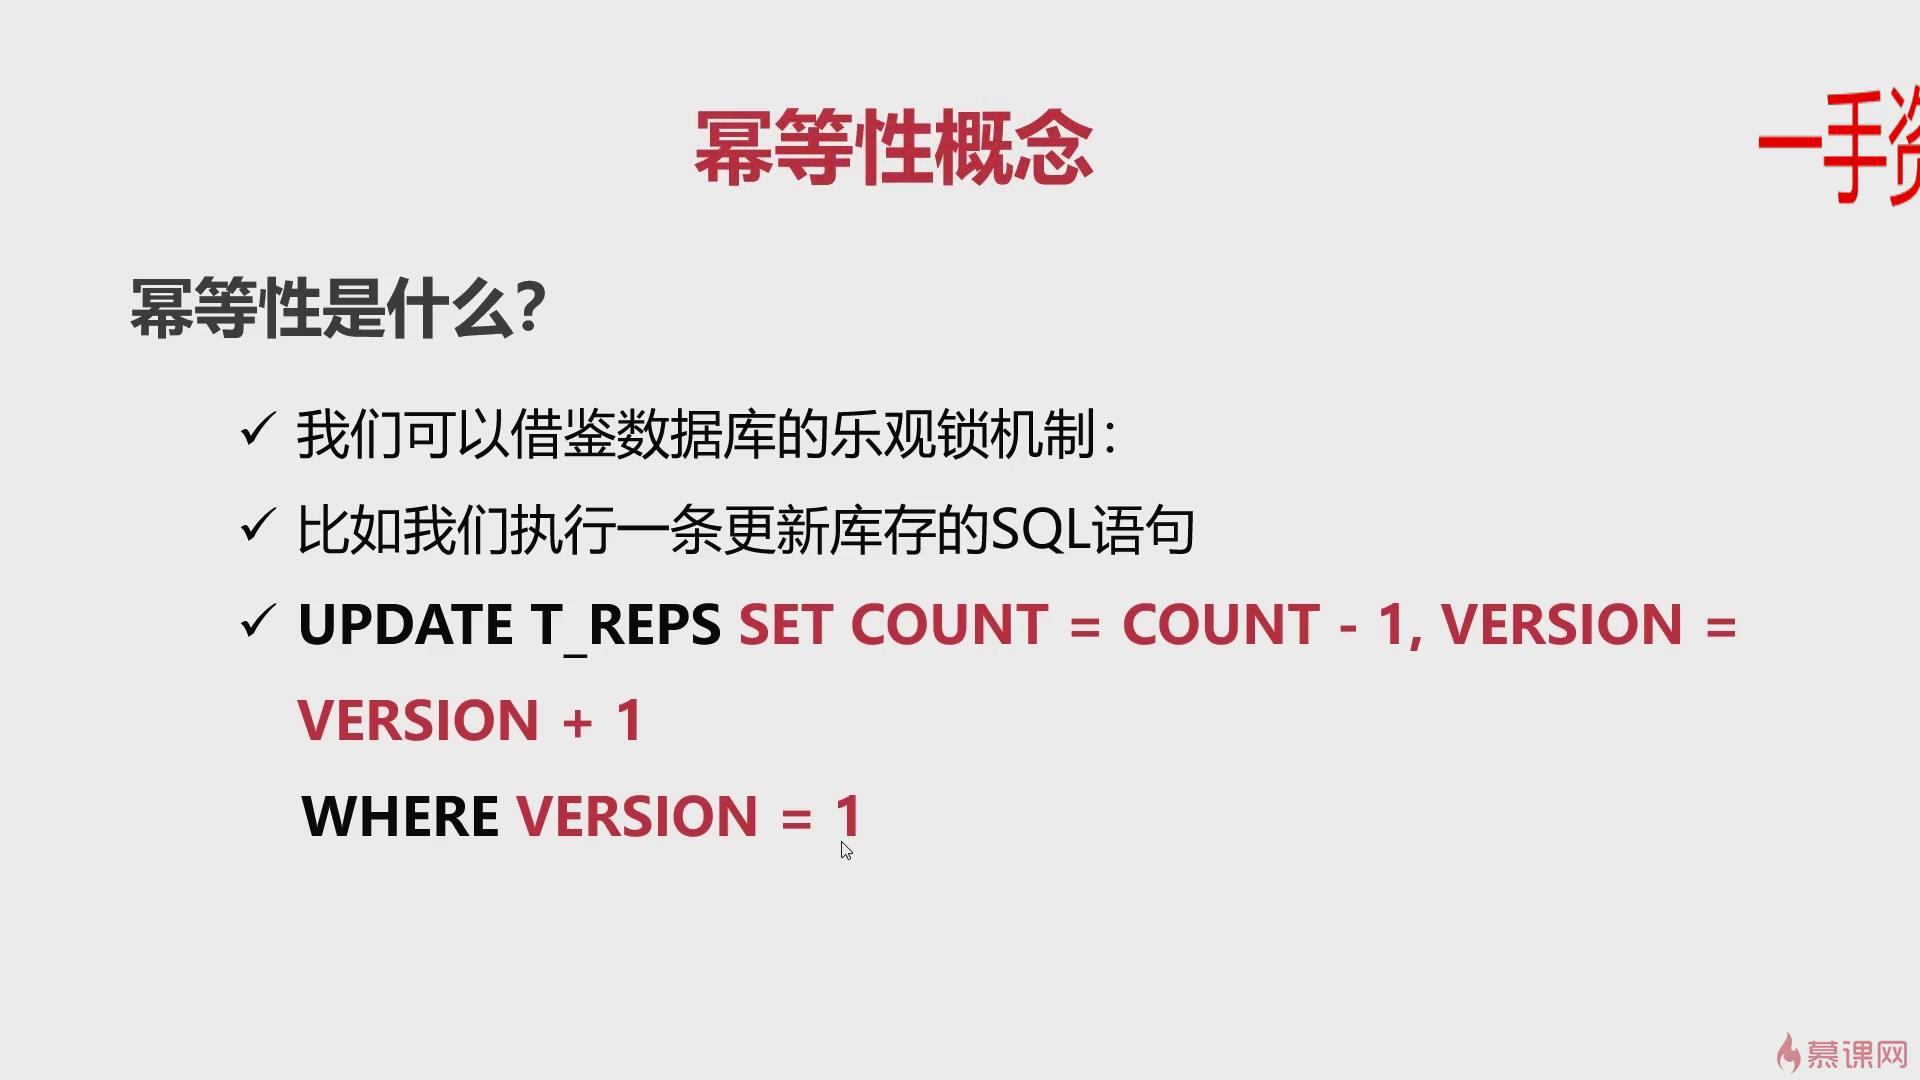 幂等性概念
一手资
幂等性是什么?
✓ 我们可以借鉴数据库的乐观锁机制:
✓ 比如我们执行一条更新库存的SQL语句
✓ UPDATE T_REPS SET COUNT = COUNT - 1, VERSION =
VERSION + 1
WHERE VERSION = 1
慕课网